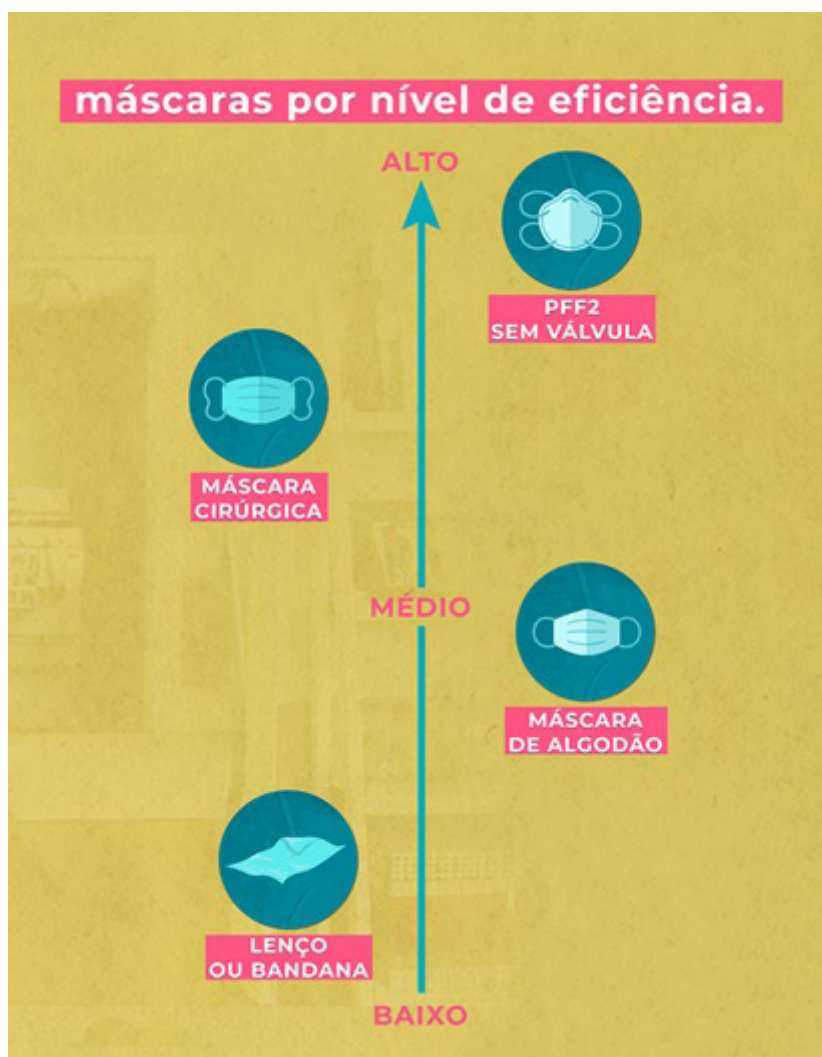 máscaras por nível de eficiência.
ALTO
PFF2
SEM VÁLVULA
MÁSCARA
CIRÚRGICA
MÉDIO
MÁSCARA
DE ALGODÃO
LENÇO
OU BANDANA
BAIXO